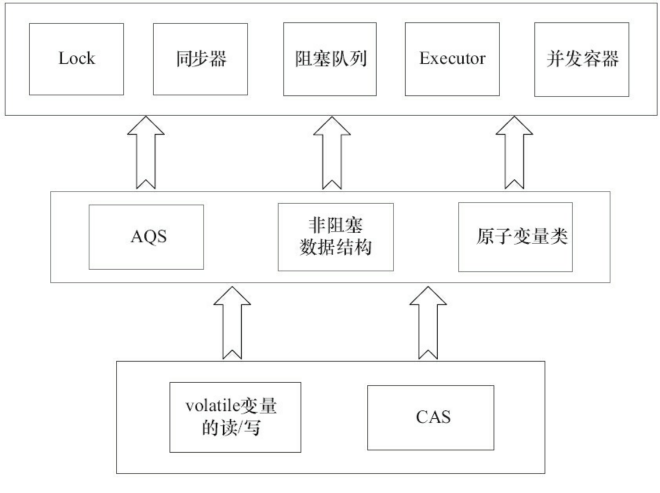 Lock
同步器
阻塞队列
Executor
并发容器
AQS
非阻塞
数据结构
原子变量类
volatile变量
的读/写
CAS